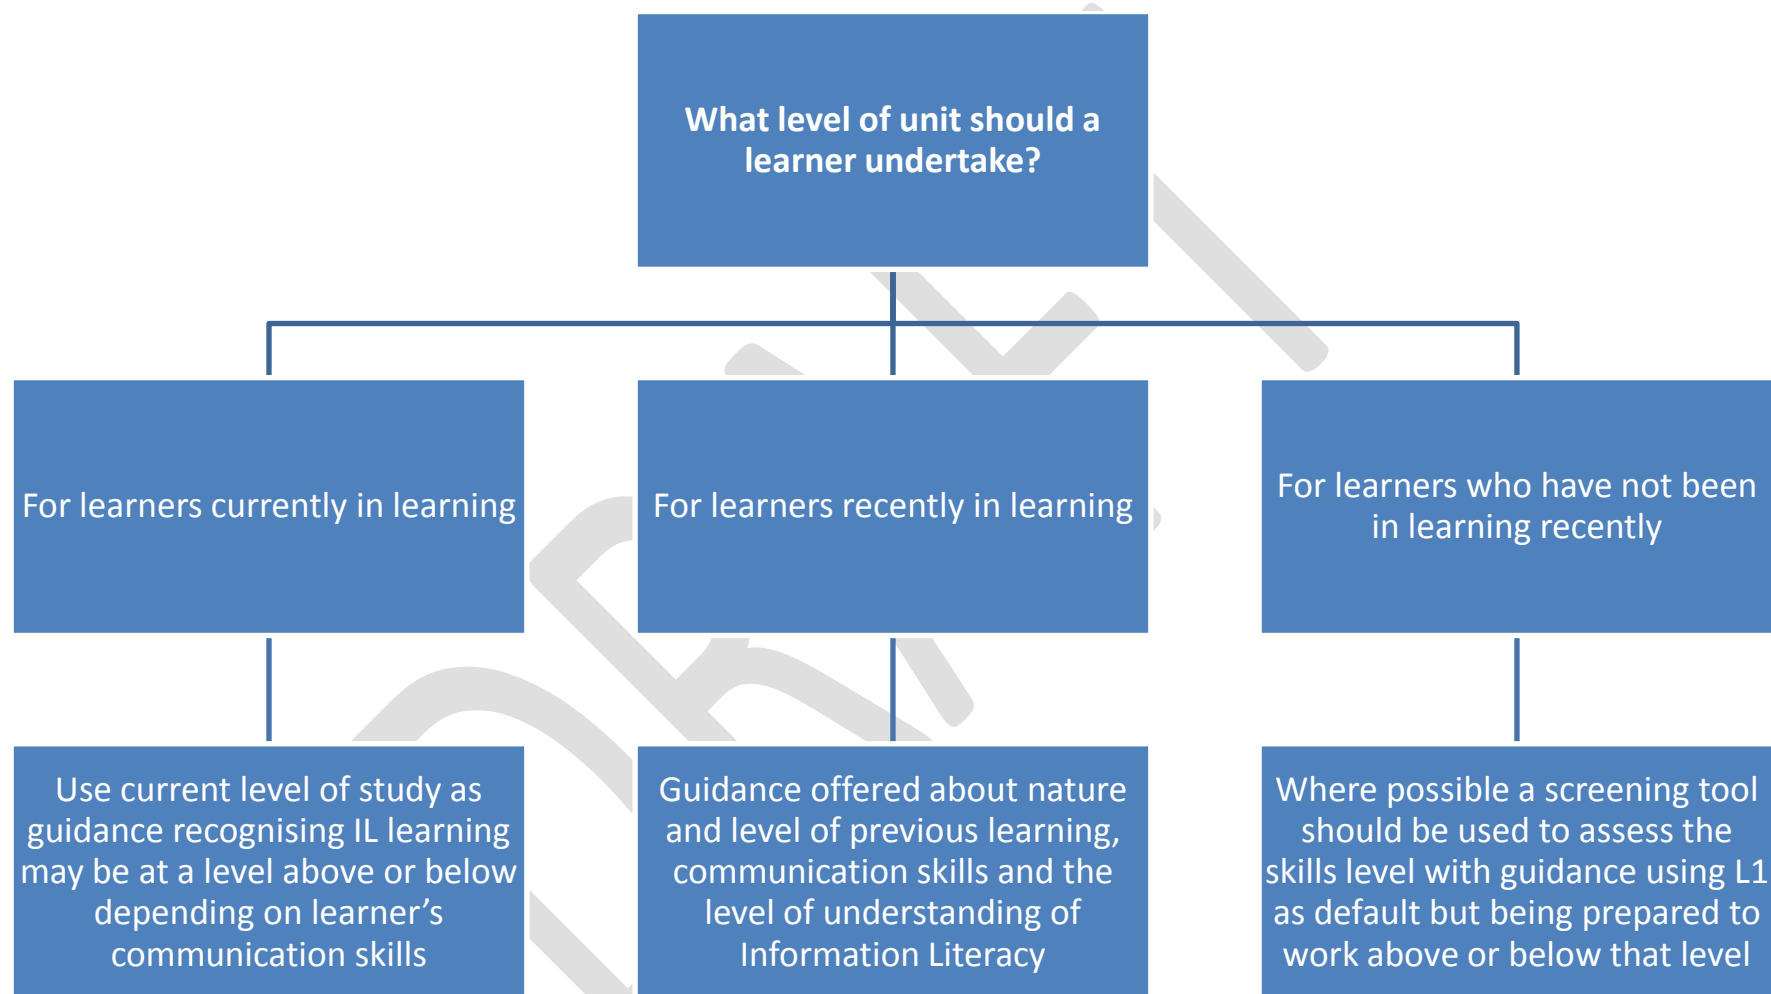 What level of unit should a
learner undertake?
For learners currently in learning
For learners recently in learning
For learners who have not been
in learning recently
Use current level of study as
guidance recognising IL learning
may be at a level above or below
depending on learner’s
communication skills
Guidance offered about nature
and level of previous learning,
communication skills and the
level of understanding of
Information Literacy
Where possible a screening tool
should be used to assess the
skills level with guidance using L1
as default but being prepared to
work above or below that level